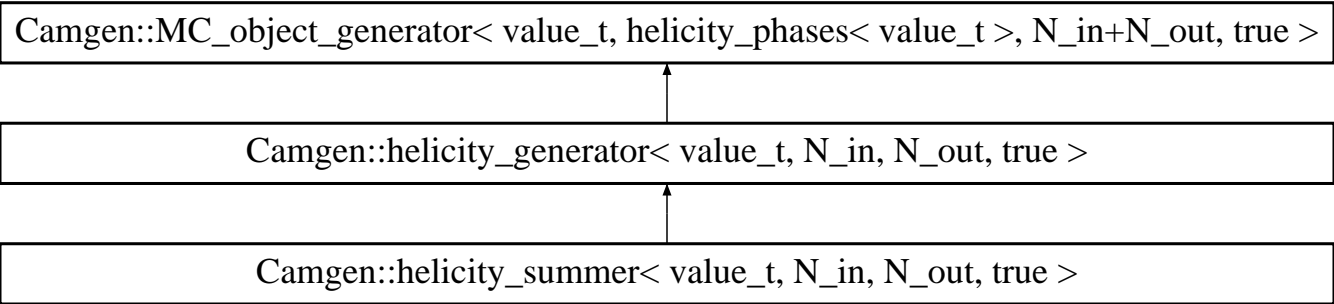 Camgen::MC_object_generator< value_t, helicity_phases< value_t >, N_in+N_out, true >
Camgen::helicity_generator< value_t, N_in, N_out, true >
Camgen::helicity_summer< value_t, N_in, N_out, true >